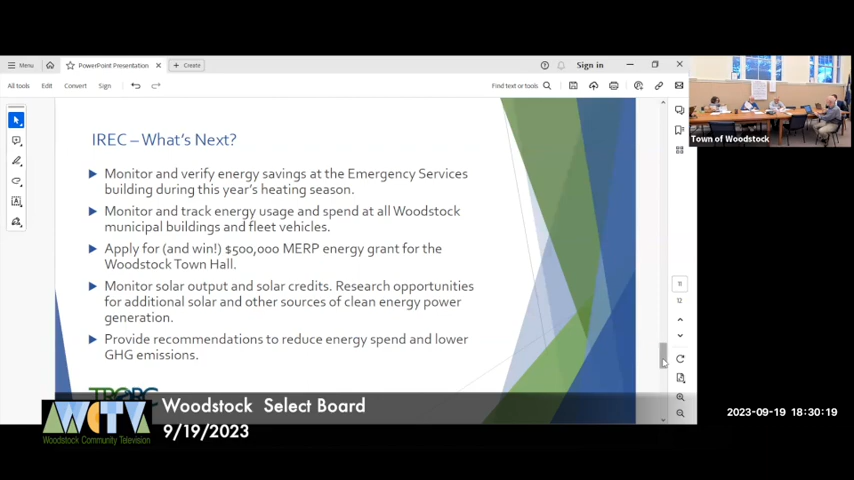 Menu
PowerPoint Presentation
Create
Sign in
All tools
Edit
Convert
Sign
Find text or tools
IREC – What's Next?
Monitor and verify energy savings at the Emergency Services
building during this year's heating season.
Monitor and track energy usage and spend at all Woodstock
municipal buildings and fleet vehicles.
Apply for (and win!) $500,000 MERP energy grant for the
Woodstock Town Hall.
Monitor solar output and solar credits. Research opportunities
for additional solar and other sources of clean energy power
generation.
Provide recommendations to reduce energy spend and lower
GHG emissions.
11
12
Town of Woodstock
TRORC
WCTV
Woodstock Community Television
Woodstock Select Board
9/19/2023
2023-09-19 18:30:19